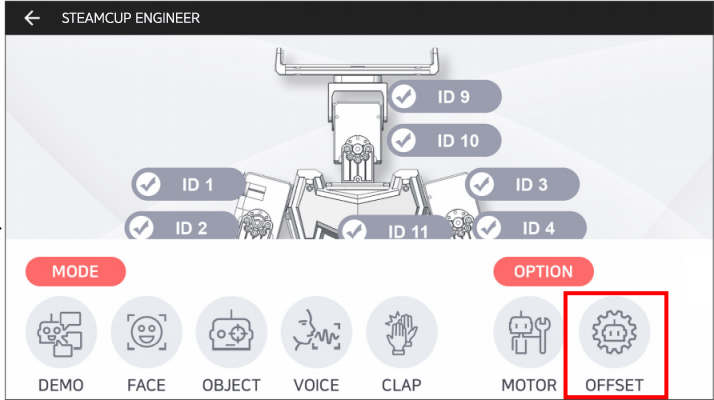 STEAMCUP ENGINEER
ID 9
ID 10
ID 1
ID 3
ID 2
ID 11
ID 4
MODE
OPTION
DEMO
FACE
OBJECT
VOICE
CLAP
MOTOR
OFFSET